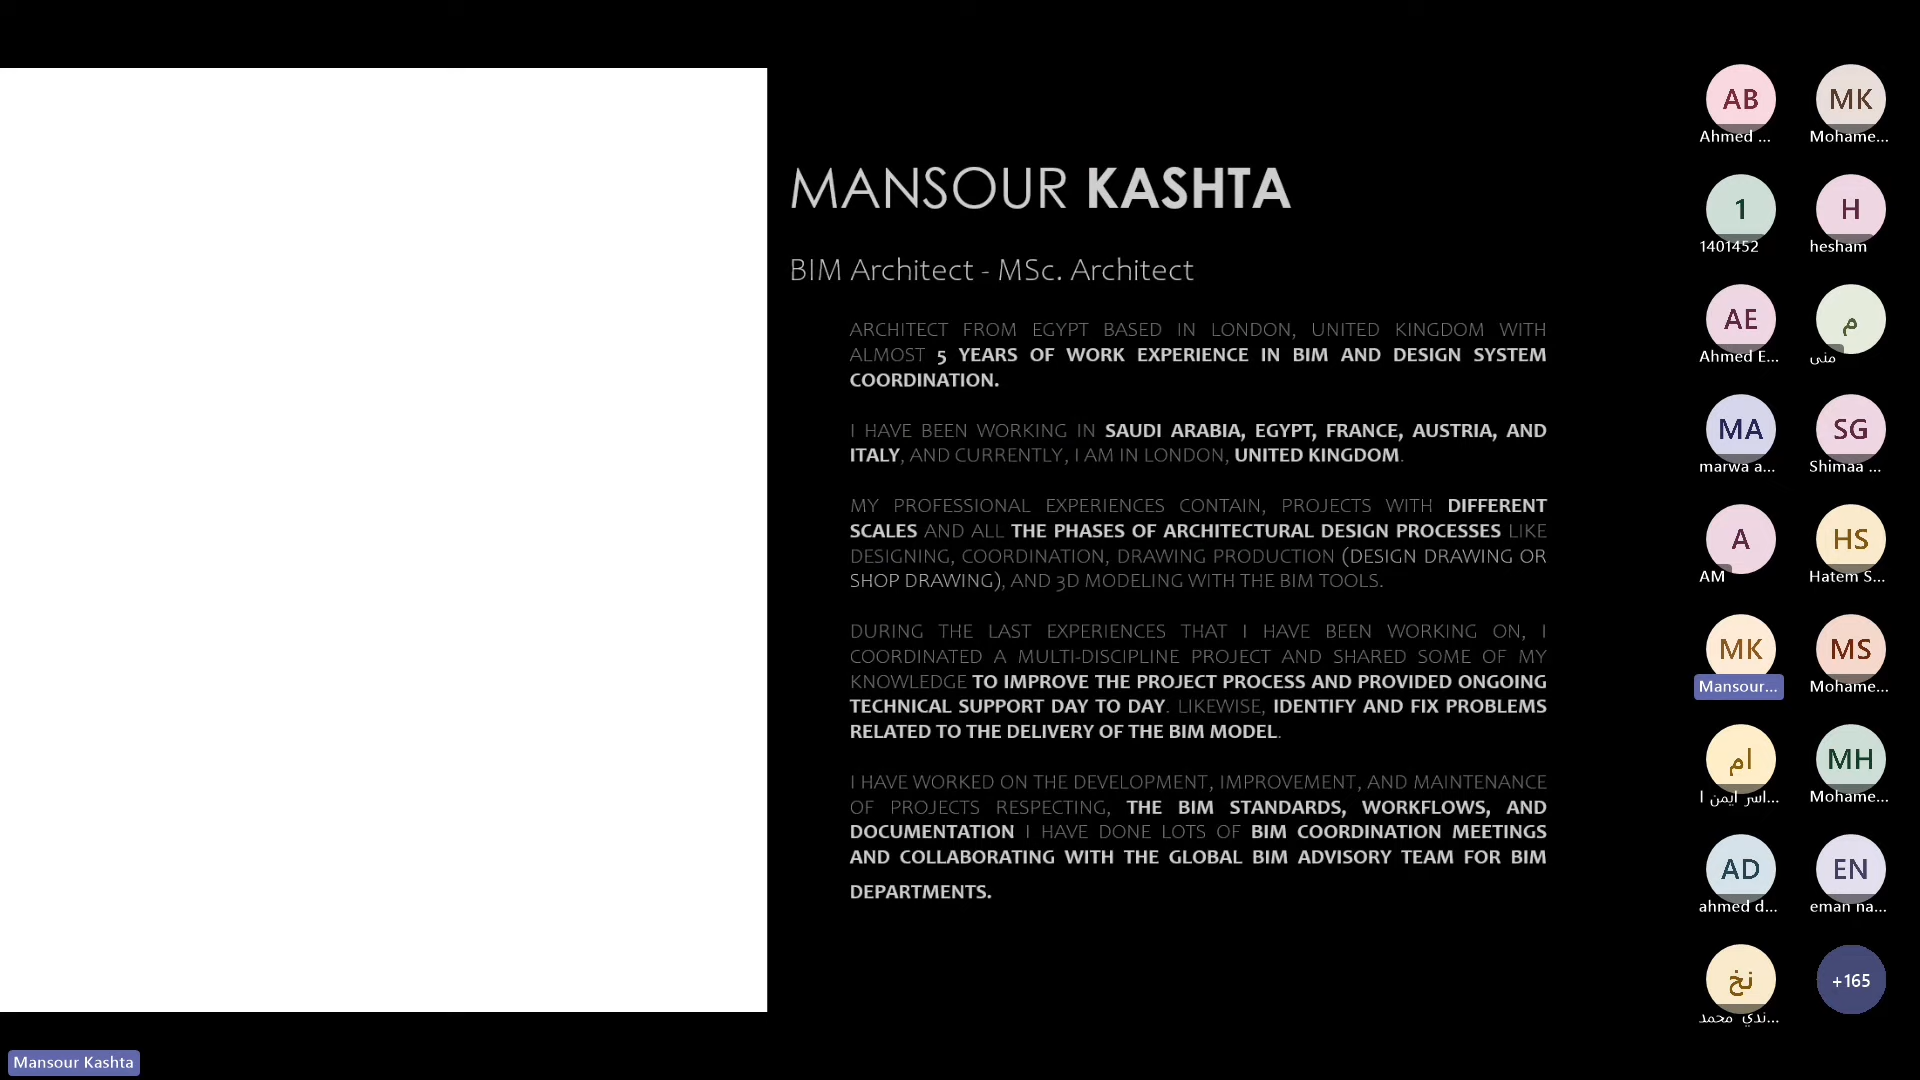 MANSOUR KASHTA
BIM Architect - MSc. Architect
ARCHITECT FROM EGYPT BASED IN LONDON, UNITED KINGDOM WITH
ALMOST 5 YEARS OF WORK EXPERIENCE IN BIM AND DESIGN SYSTEM
COORDINATION.
I HAVE BEEN WORKING IN SAUDI ARABIA, EGYPT, FRANCE, AUSTRIA, AND
ITALY, AND CURRENTLY, I AM IN LONDON, UNITED KINGDOM.
MY PROFESSIONAL EXPERIENCES CONTAIN, PROJECTS WITH DIFFERENT
SCALES AND ALL THE PHASES OF ARCHITECTURAL DESIGN PROCESSES LIKE
DESIGNING, COORDINATION, DRAWING PRODUCTION (DESIGN DRAWING OR
SHOP DRAWING), AND 3D MODELING WITH THE BIM TOOLS.
DURING THE LAST EXPERIENCES THAT I HAVE BEEN WORKING ON, I
COORDINATED A MULTI-DISCIPLINE PROJECT AND SHARED SOME OF MY
KNOWLEDGE TO IMPROVE THE PROJECT PROCESS AND PROVIDED ONGOING
TECHNICAL SUPPORT DAY TO DAY. LIKEWISE, IDENTIFY AND FIX PROBLEMS
RELATED TO THE DELIVERY OF THE BIM MODEL.
I HAVE WORKED ON THE DEVELOPMENT, IMPROVEMENT, AND MAINTENANCE
OF PROJECTS RESPECTING, THE BIM STANDARDS, WORKFLOWS, AND
DOCUMENTATION I HAVE DONE LOTS OF BIM COORDINATION MEETINGS
AND COLLABORATING WITH THE GLOBAL BIM ADVISORY TEAM FOR BIM
DEPARTMENTS.
AB MK
Ahmed ... Mohame...
1 H
1401452 hesham
AE م
Ahmed E... منى
MA SG
marwa a... Shimaa ...
A HS
AM Hatem S...
MK MS
Mansour... Mohame...
ام MH
ايمن ا... Mohame...
AD EN
ahmed d... eman na...
نخ +165
محمد
Mansour Kashta